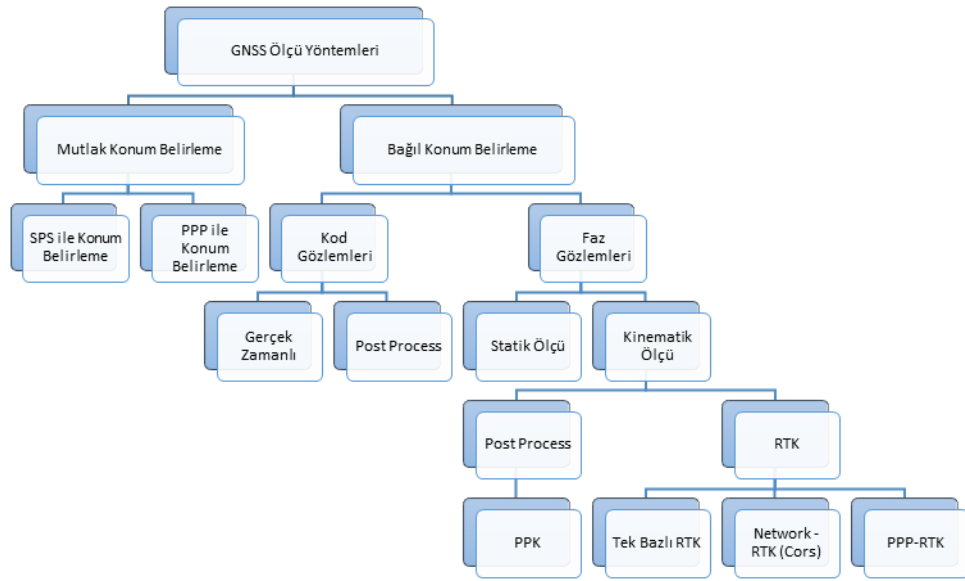 GNSS Ölçü Yöntemleri
Mutlak Konum Belirleme
Bağıl Konum Belirleme
SPS ile Konum
Belirleme
PPP ile
Konum
Belirleme
Kod
Gözlemleri
Faz
Gözlemleri
Gerçek
Zamanlı
Post Process
Statik Ölçü
Kinematik
Ölçü
Post Process
RTK
PPK
Tek Bazlı RTK
Network -
RTK (Cors)
PPP-RTK